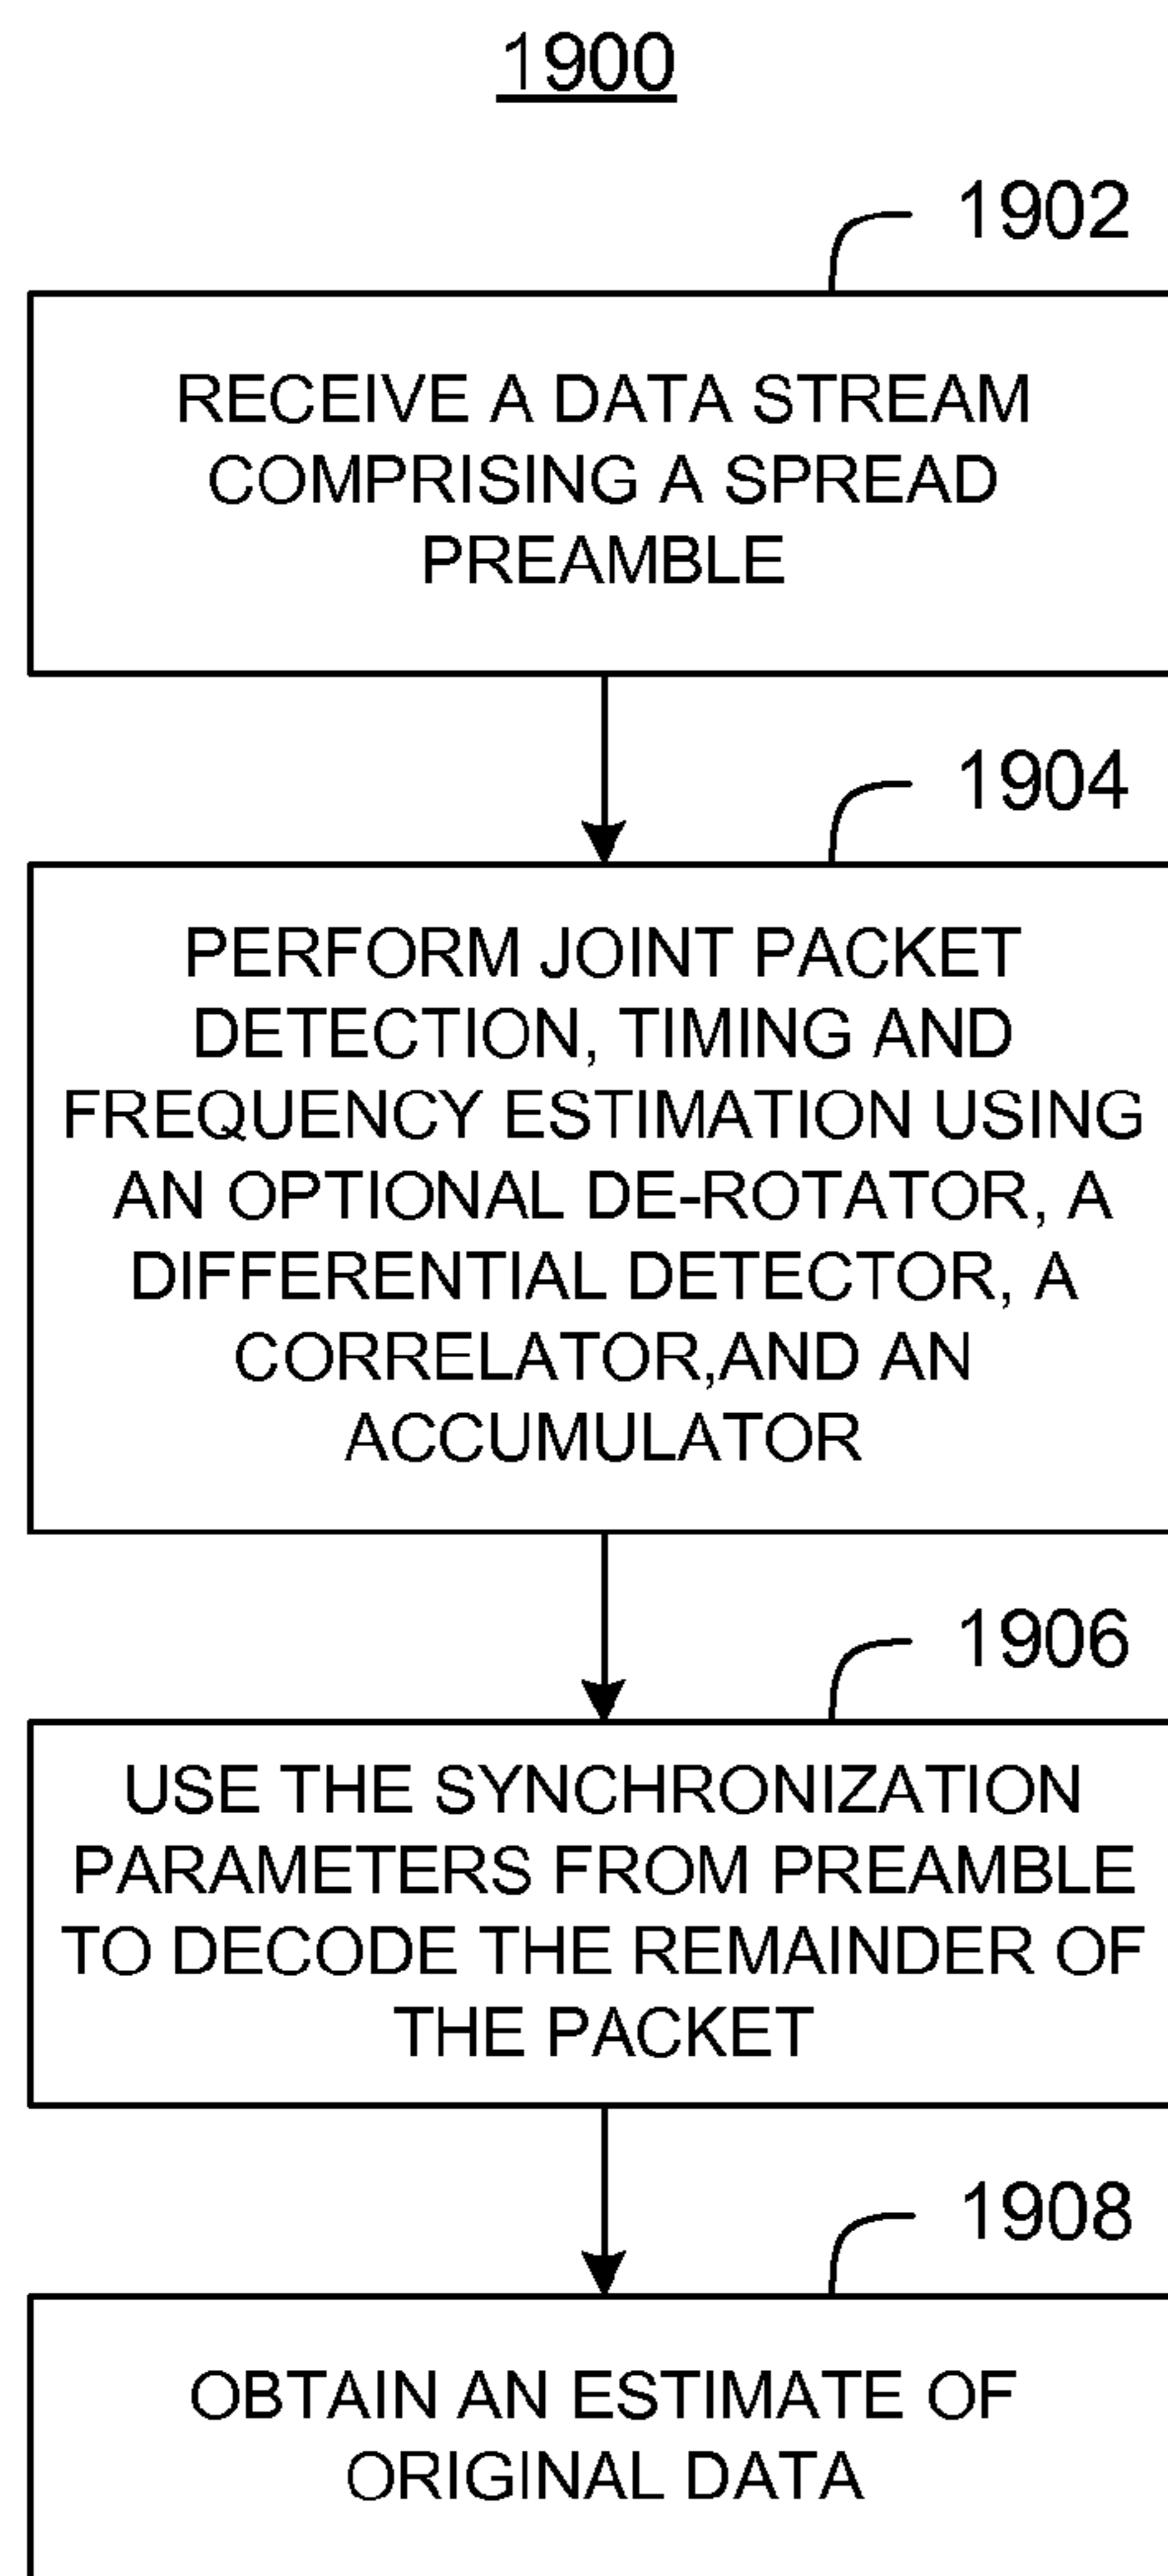 1900
1902
RECEIVE A DATA STREAM
COMPRISING A SPREAD
PREAMBLE
1904
PERFORM JOINT PACKET
DETECTION, TIMING AND
FREQUENCY ESTIMATION USING
AN OPTIONAL DE-ROTATOR, A
DIFFERENTIAL DETECTOR, A
CORRELATOR,AND AN
ACCUMULATOR
1906
USE THE SYNCHRONIZATION
PARAMETERS FROM PREAMBLE
TO DECODE THE REMAINDER OF
THE PACKET
1908
OBTAIN AN ESTIMATE OF
ORIGINAL DATA